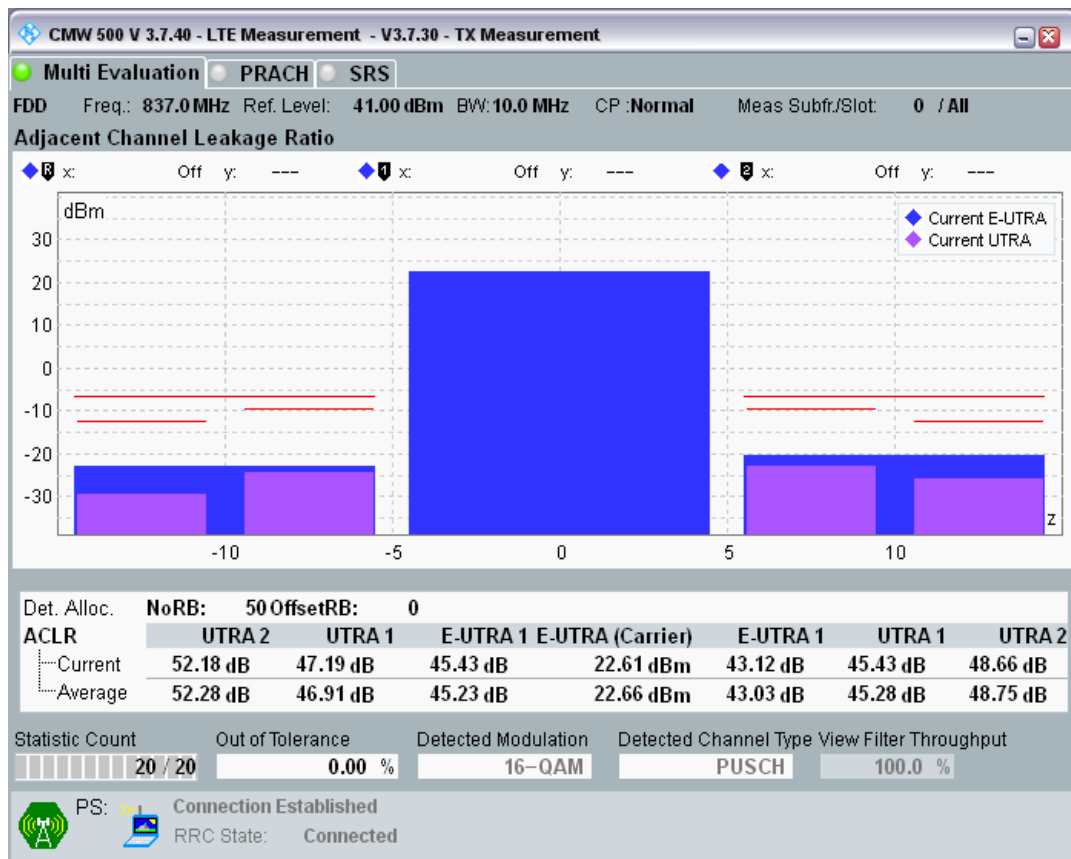 CMW 500 V 3.7.40 - LTE Measurement - V3.7.30 - TX Measurement
Multi Evaluation PRACH SRS
FDD Freq.: 837.0 MHz Ref. Level: 41.00 dBm BW: 10.0 MHz CP :Normal Meas Subfr./Slot: 0 / All
Adjacent Channel Leakage Ratio
R x: Off y: --- 1 x: Off y: --- 2 x: Off y: ---
dBm
Current E-UTRA
Current UTRA
30
20
10
0
-10
-20
-30
z
-10 -5 0 5 10
Det. Alloc. NoRB: 50 OffsetRB: 0
ACLR UTRA 2 UTRA 1 E-UTRA 1 E-UTRA (Carrier) E-UTRA 1 UTRA 1 UTRA 2
Current 52.18 dB 47.19 dB 45.43 dB 22.61 dBm 43.12 dB 45.43 dB 48.66 dB
Average 52.28 dB 46.91 dB 45.23 dB 22.66 dBm 43.03 dB 45.28 dB 48.75 dB
Statistic Count Out of Tolerance Detected Modulation Detected Channel Type View Filter Throughput
20 / 20 0.00 % 16-QAM PUSCH 100.0 %
PS: Connection Established
RRC State: Connected